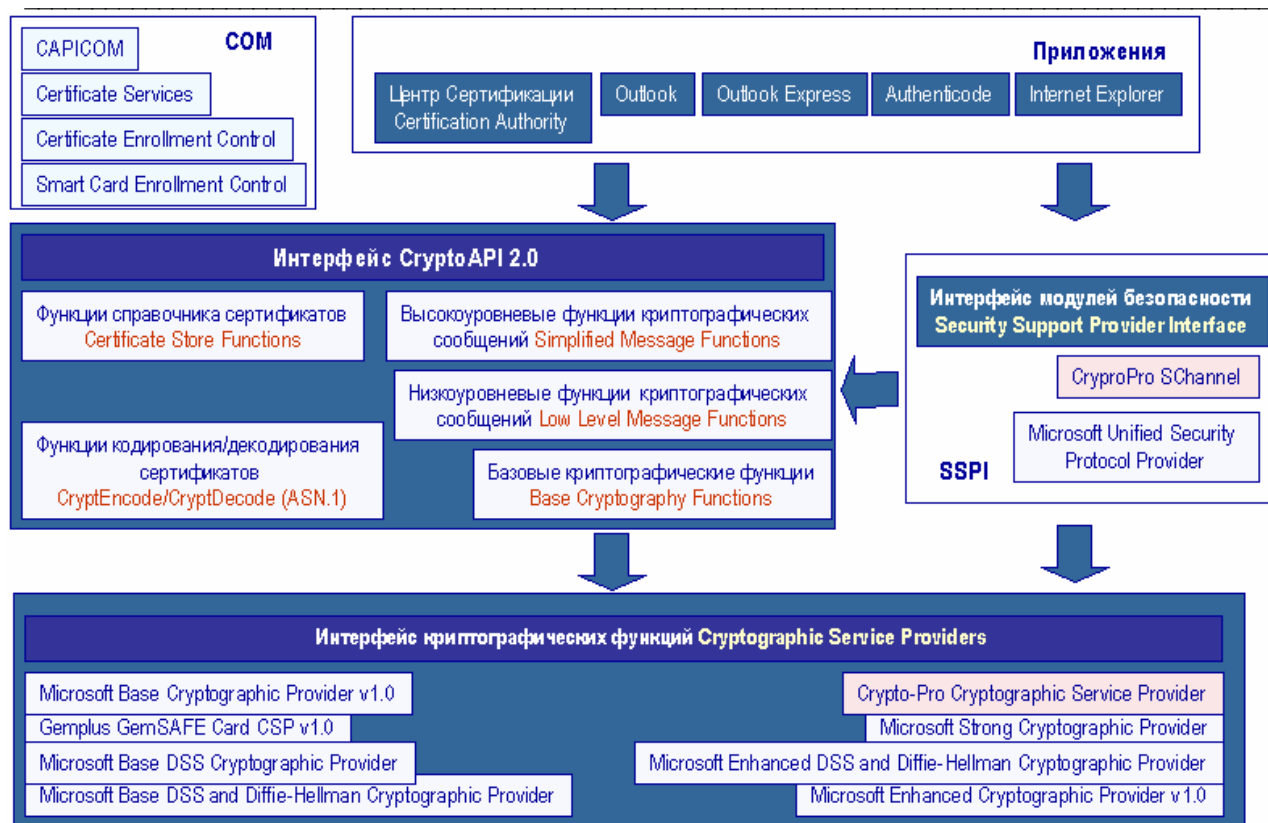 COM
CAPICOM
Certificate Services
Certificate Enrollment Control
Smart Card Enrollment Control
Приложения
Центр Сертификации
Certification Authority
Outlook
Outlook Express
Authenticode
Internet Explorer
Интерфейс CryptoAPI 2.0
Функции справочника сертификатов
Certificate Store Functions
Высокоуровневые функции криптографических
сообщений Simplified Message Functions
Низкоуровневые функции криптографических
сообщений Low Level Message Functions
Функции кодирования/декодирования
сертификатов
CryptEncode/CryptDecode (ASN.1)
Базовые криптографические функции
Base Cryptography Functions
Интерфейс модулей безопасности
Security Support Provider Interface
CryproPro SChannel
Microsoft Unified Security
Protocol Provider
SSPI
Интерфейс криптографических функций Cryptographic Service Providers
Microsoft Base Cryptographic Provider v1.0
Gemplus GemSAFE Card CSP v1.0
Microsoft Base DSS Cryptographic Provider
Microsoft Base DSS and Diffie-Hellman Cryptographic Provider
Crypto-Pro Cryptographic Service Provider
Microsoft Strong Cryptographic Provider
Microsoft Enhanced DSS and Diffie-Hellman Cryptographic Provider
Microsoft Enhanced Cryptographic Provider v1.0